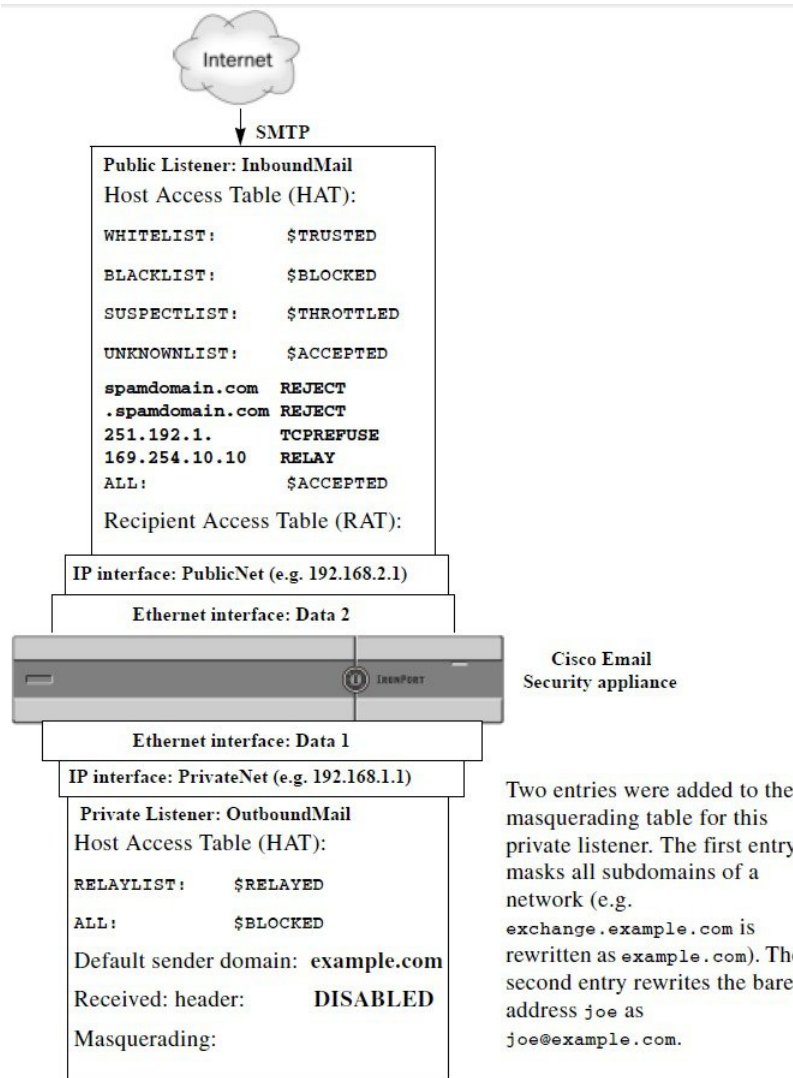 Internet
SMTP
Public Listener: InboundMail
Host Access Table (HAT):
WHITELIST: $TRUSTED
BLACKLIST: $BLOCKED
SUSPECTLIST: $THROTTLED
UNKNOWNLIST: $ACCEPTED
spamdomain.com REJECT
.spamdomain.com REJECT
251.192.1. TCPREFUSE
169.254.10.10 RELAY
ALL: $ACCEPTED
Recipient Access Table (RAT):
IP interface: PublicNet (e.g. 192.168.2.1)
Ethernet interface: Data 2
IRONPORT
Cisco Email
Security appliance
Ethernet interface: Data 1
IP interface: PrivateNet (e.g. 192.168.1.1)
Private Listener: OutboundMail
Host Access Table (HAT):
RELAYLIST: $RELAYED
ALL: $BLOCKED
Default sender domain: example.com
Received: header: DISABLED
Masquerading:
Two entries were added to the
masquerading table for this
private listener. The first entry
masks all subdomains of a
network (e.g.
exchange.example.com is
rewritten as example.com). The
second entry rewrites the bare
address joe as
joe@example.com.